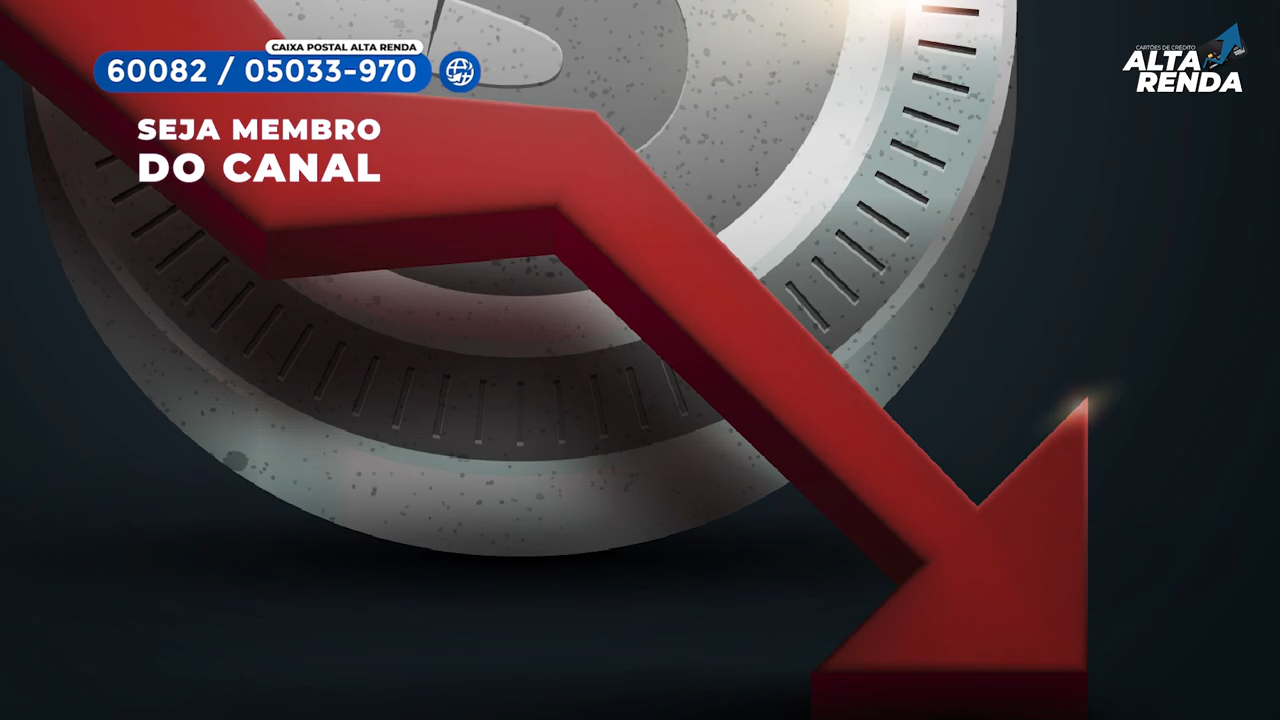 CAIXA POSTAL ALTA RENDA
60082 / 05033-970
SEJA MEMBRO
DO CANAL
CARTÕES DE CRÉDITO
ALTA
RENDA